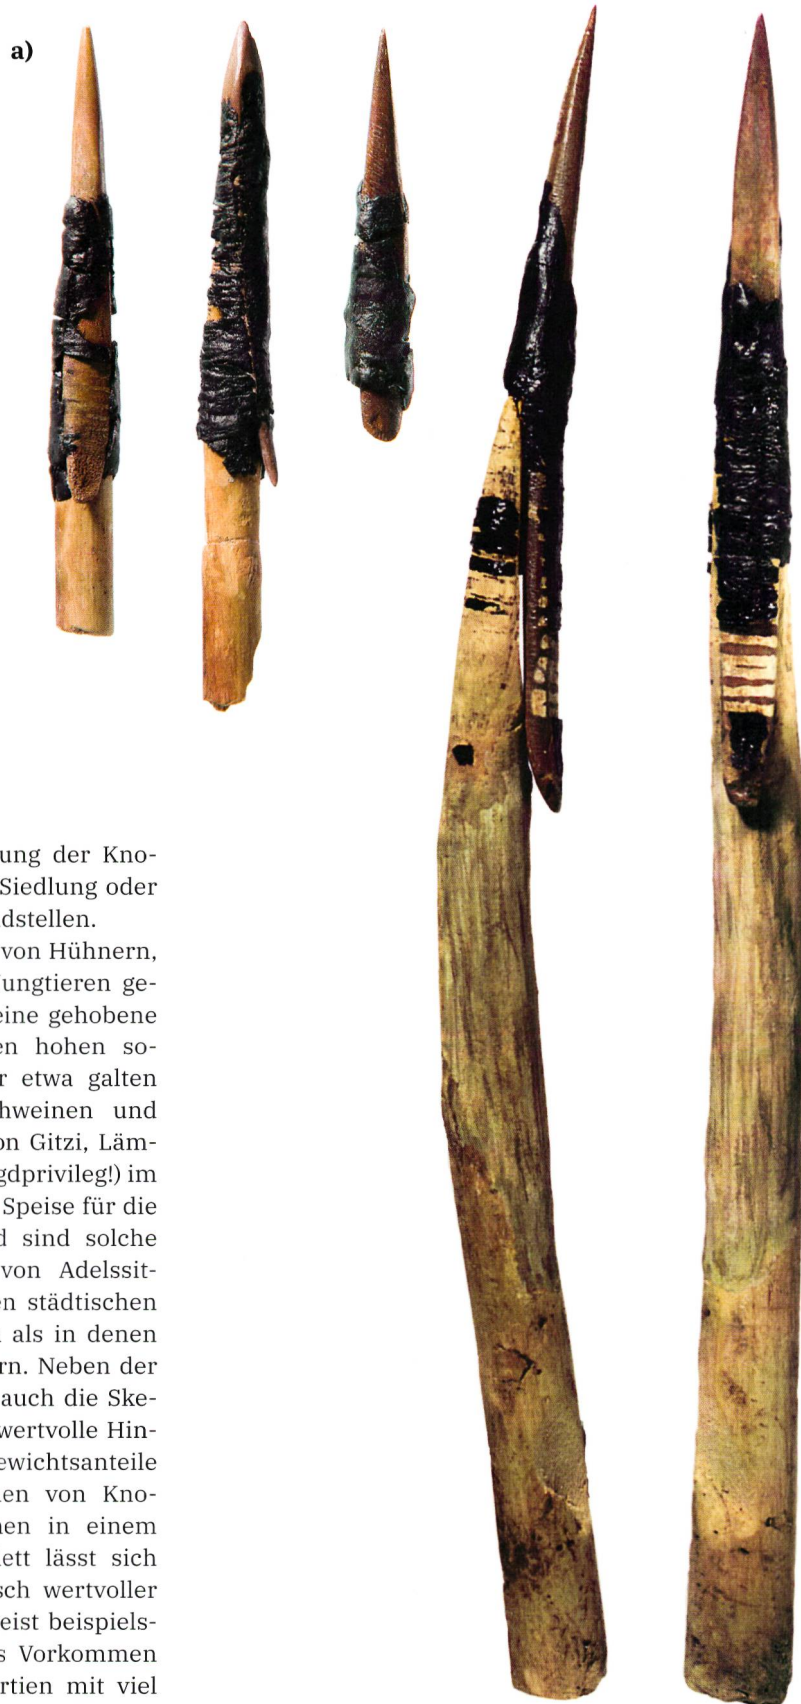 a)
ung der Kno-
Siedlung oder
dstellen.
von Hühnern,
ungtieren ge-
eine gehobene
en hohen so-
r etwa galten
hweinen und
on Gitzi, Läm-
gdprivileg!) im
Speise für die
d sind solche
von Adelssit-
en städtischen
als in denen
rn. Neben der
auch die Ske-
wertvolle Hin-
ewichtsanteile
en von Kno-
nen in einem
ett lässt sich
sch wertvoller
eist beispiels-
s Vorkommen
rtien mit viel